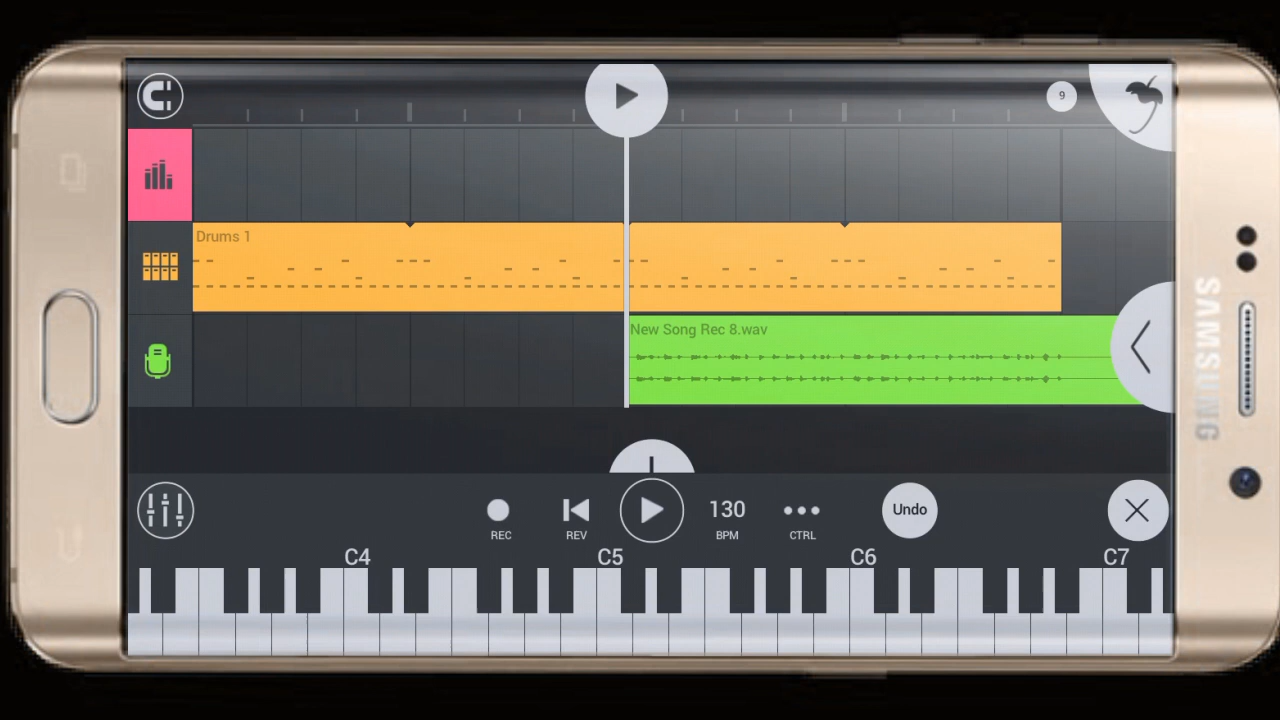 9
Drums 1
New Song Rec 8.wav
130
Undo
REC
REV
BPM
CTRL
C4
C5
C6
C7
SAMSUNG